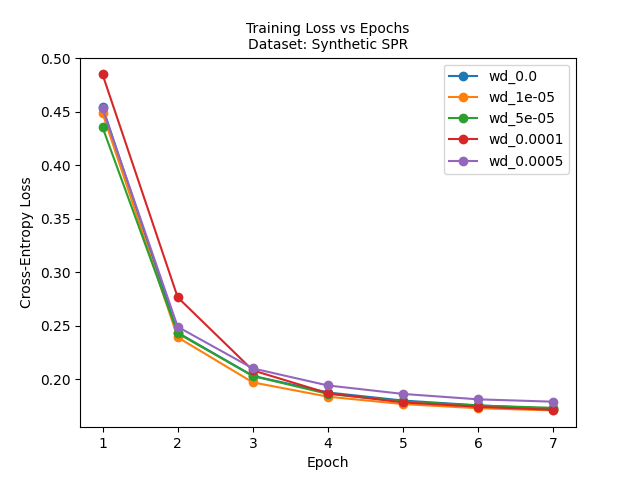 Training Loss vs Epochs
Dataset: Synthetic SPR
0.50
0.45
0.40
0.35
0.30
0.25
0.20
Cross-Entropy Loss
wd_0.0
wd_1e-05
wd_5e-05
wd_0.0001
wd_0.0005
1 2 3 4 5 6 7
Epoch